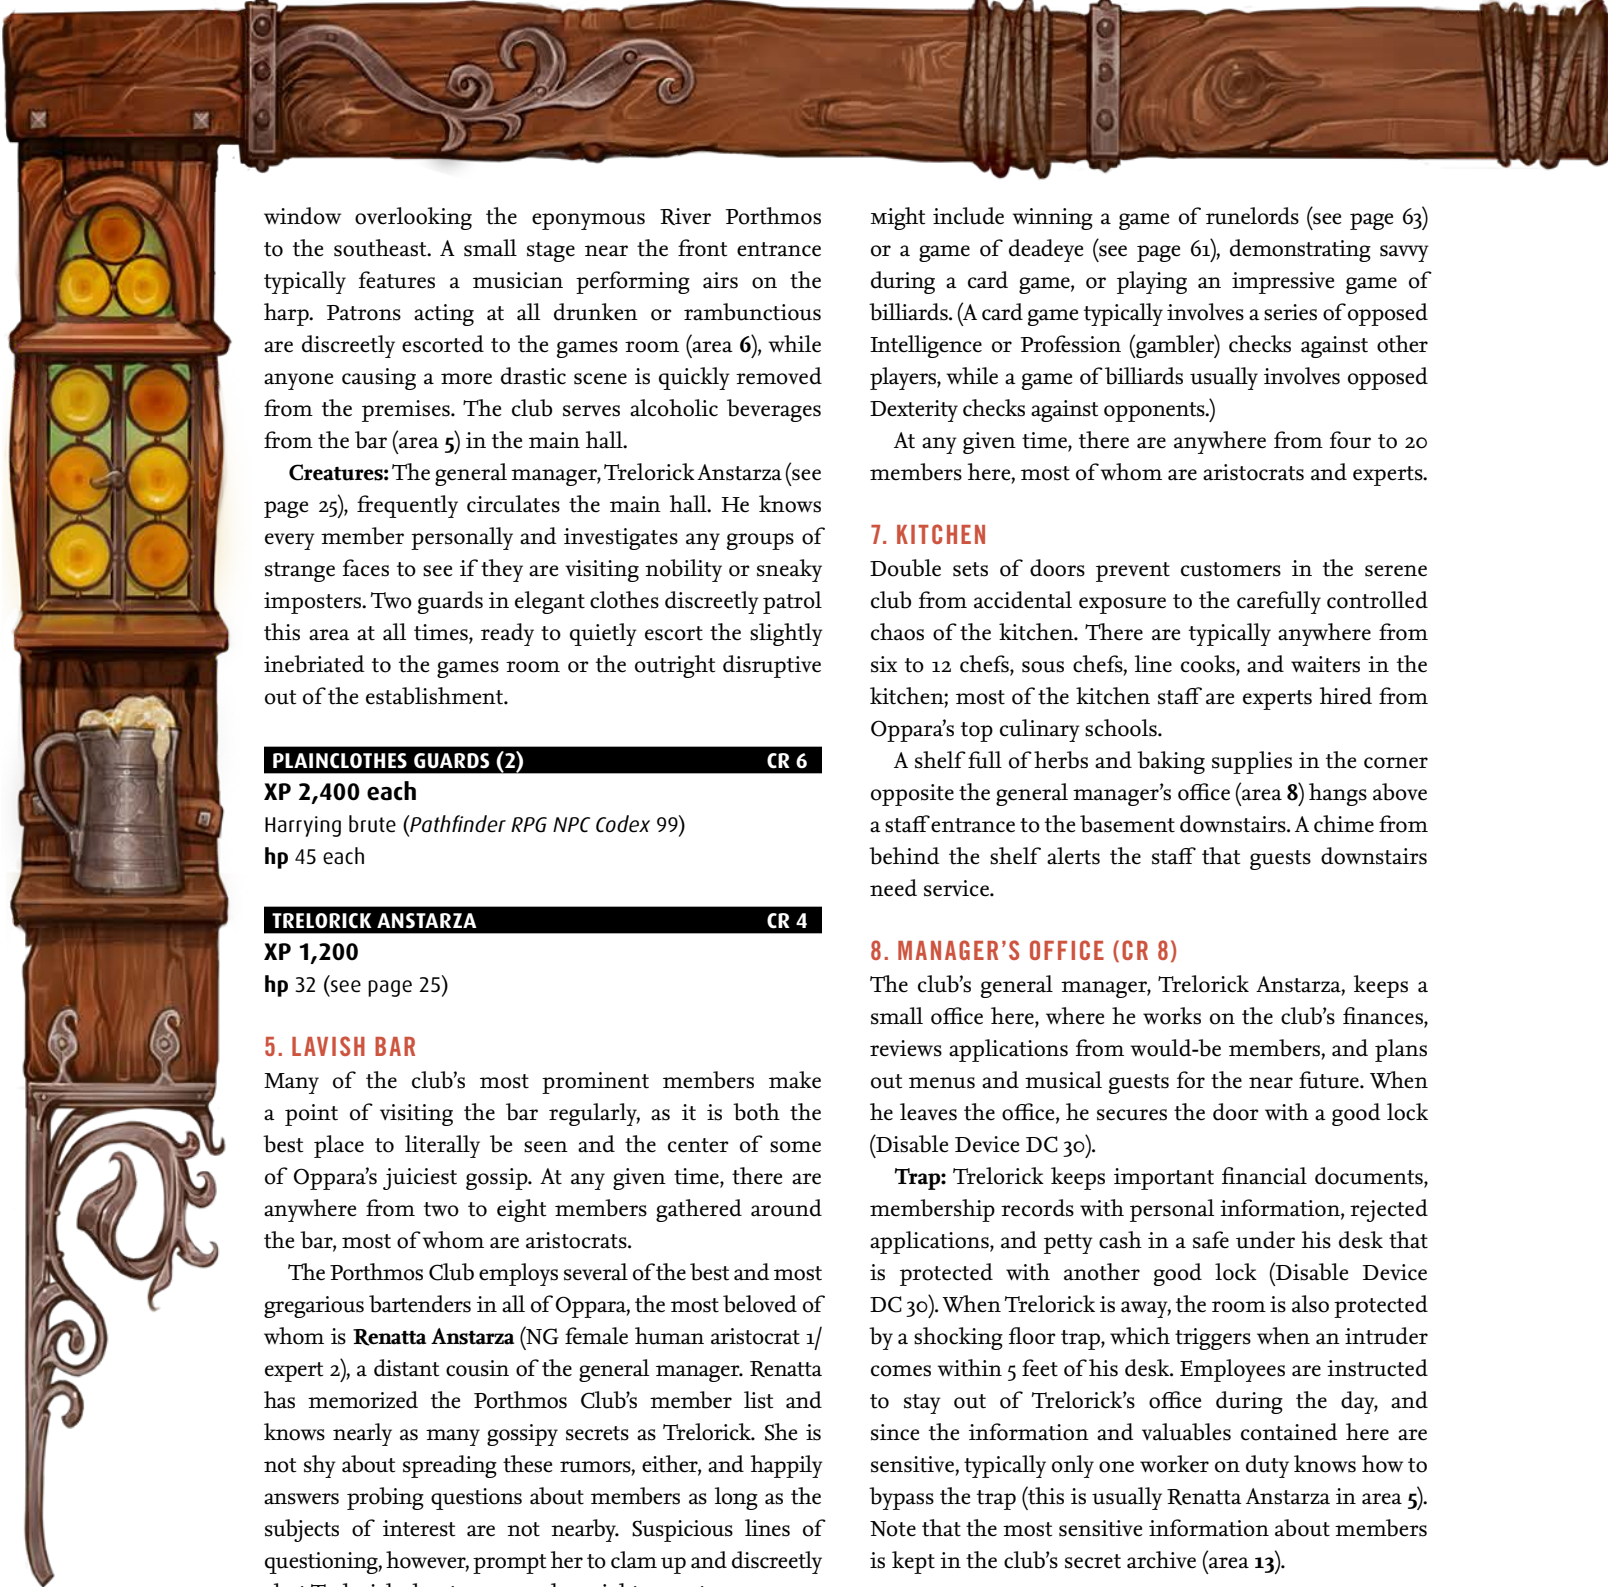 window overlooking the eponymous River Porthmos
to the southeast. A small stage near the front entrance
typically features a musician performing airs on the
harp. Patrons acting at all drunken or rambunctious
are discreetly escorted to the games room (area 6), while
anyone causing a more drastic scene is quickly removed
from the premises. The club serves alcoholic beverages
from the bar (area 5) in the main hall.
Creatures: The general manager, Trelorick Anstarza (see
page 25), frequently circulates the main hall. He knows
every member personally and investigates any groups of
strange faces to see if they are visiting nobility or sneaky
imposters. Two guards in elegant clothes discreetly patrol
this area at all times, ready to quietly escort the slightly
inebriated to the games room or the outright disruptive
out of the establishment.
PLAINCLOTHES GUARDS (2) CR 6
XP 2,400 each
Harrying brute (Pathfinder RPG NPC Codex 99)
hp 45 each
TRELORICK ANSTARZA CR 4
XP 1,200
hp 32 (see page 25)
5. LAVISH BAR
Many of the club's most prominent members make
a point of visiting the bar regularly, as it is both the
best place to literally be seen and the center of some
of Oppara's juiciest gossip. At any given time, there are
anywhere from two to eight members gathered around
the bar, most of whom are aristocrats.
The Porthmos Club employs several of the best and most
gregarious bartenders in all of Oppara, the most beloved of
whom is Renatta Anstarza (NG female human aristocrat 1/
expert 2), a distant cousin of the general manager. Renatta
has memorized the Porthmos Club's member list and
knows nearly as many gossipy secrets as Trelorick. She is
not shy about spreading these rumors, either, and happily
answers probing questions about members as long as the
subjects of interest are not nearby. Suspicious lines of
questioning, however, prompt her to clam up and discreetly
might include winning a game of runelords (see page 63)
or a game of deadeye (see page 61), demonstrating savvy
during a card game, or playing an impressive game of
billiards. (A card game typically involves a series of opposed
Intelligence or Profession (gambler) checks against other
players, while a game of billiards usually involves opposed
Dexterity checks against opponents.)
At any given time, there are anywhere from four to 20
members here, most of whom are aristocrats and experts.
7. KITCHEN
Double sets of doors prevent customers in the serene
club from accidental exposure to the carefully controlled
chaos of the kitchen. There are typically anywhere from
six to 12 chefs, sous chefs, line cooks, and waiters in the
kitchen; most of the kitchen staff are experts hired from
Oppara's top culinary schools.
A shelf full of herbs and baking supplies in the corner
opposite the general manager's office (area 8) hangs above
a staff entrance to the basement downstairs. A chime from
behind the shelf alerts the staff that guests downstairs
need service.
8. MANAGER'S OFFICE (CR 8)
The club's general manager, Trelorick Anstarza, keeps a
small office here, where he works on the club's finances,
reviews applications from would-be members, and plans
out menus and musical guests for the near future. When
he leaves the office, he secures the door with a good lock
(Disable Device DC 30).
Trap: Trelorick keeps important financial documents,
membership records with personal information, rejected
applications, and petty cash in a safe under his desk that
is protected with another good lock (Disable Device
DC 30). When Trelorick is away, the room is also protected
by a shocking floor trap, which triggers when an intruder
comes within 5 feet of his desk. Employees are instructed
to stay out of Trelorick's office during the day, and
since the information and valuables contained here are
sensitive, typically only one worker on duty knows how to
bypass the trap (this is usually Renatta Anstarza in area 5).
Note that the most sensitive information about members
is kept in the club's secret archive (area 13).